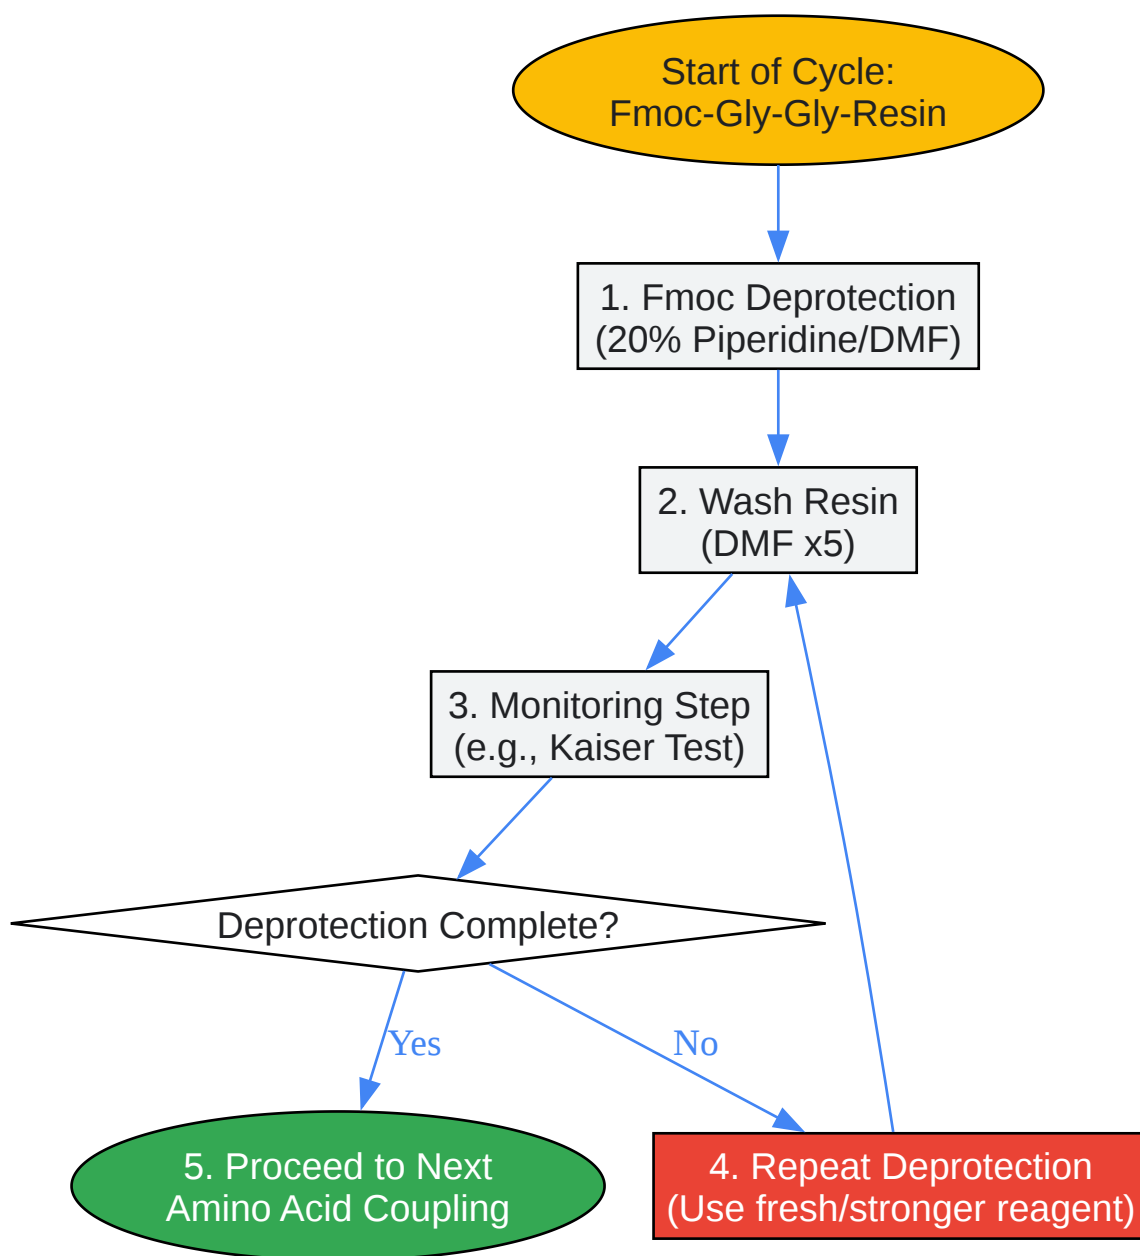 Start of Cycle:
Fmoc-Gly-Gly-Resin
1. Fmoc Deprotection
(20% Piperidine/DMF)
2. Wash Resin
(DMF x5)
3. Monitoring Step
(e.g., Kaiser Test)
Deprotection Complete?
Yes
No
5. Proceed to Next
Amino Acid Coupling
4. Repeat Deprotection
(Use fresh/stronger reagent)